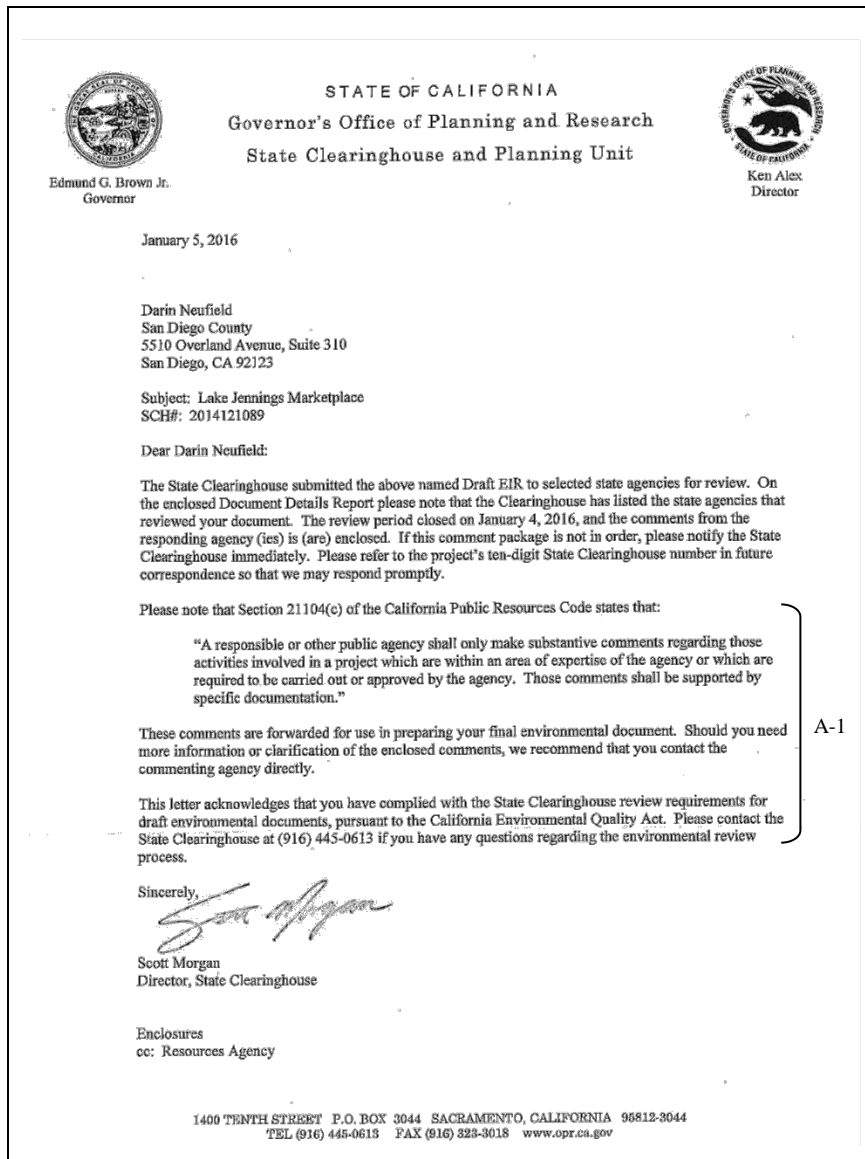 STATE OF CALIFORNIA
Governor's Office of Planning and Research
State Clearinghouse and Planning Unit
GOVERNOR'S OFFICE OF PLANNING AND RESEARCH
STATE OF CALIFORNIA
Edmund G. Brown Jr.
Governor
Ken Alex
Director
January 5, 2016
Darin Neufield
San Diego County
5510 Overland Avenue, Suite 310
San Diego, CA 92123
Subject: Lake Jennings Marketplace
SCH#: 2014121089
Dear Darin Neufield:
The State Clearinghouse submitted the above named Draft EIR to selected state agencies for review. On
the enclosed Document Details Report please note that the Clearinghouse has listed the state agencies that
reviewed your document. The review period closed on January 4, 2016, and the comments from the
responding agency (ies) is (are) enclosed. If this comment package is not in order, please notify the State
Clearinghouse immediately. Please refer to the project's ten-digit State Clearinghouse number in future
correspondence so that we may respond promptly.
Please note that Section 21104(c) of the California Public Resources Code states that:
"A responsible or other public agency shall only make substantive comments regarding those
activities involved in a project which are within an area of expertise of the agency or which are
required to be carried out or approved by the agency. Those comments shall be supported by
specific documentation."
These comments are forwarded for use in preparing your final environmental document. Should you need
more information or clarification of the enclosed comments, we recommend that you contact the
commenting agency directly.
A-1
This letter acknowledges that you have complied with the State Clearinghouse review requirements for
draft environmental documents, pursuant to the California Environmental Quality Act. Please contact the
State Clearinghouse at (916) 445-0613 if you have any questions regarding the environmental review
process.
Sincerely,
Scott Morgan
Scott Morgan
Director, State Clearinghouse
Enclosures
cc: Resources Agency
1400 TENTH STREET P.O. BOX 3044 SACRAMENTO, CALIFORNIA 95812-3044
TEL (916) 445-0613 FAX (916) 323-3018 www.opr.ca.gov